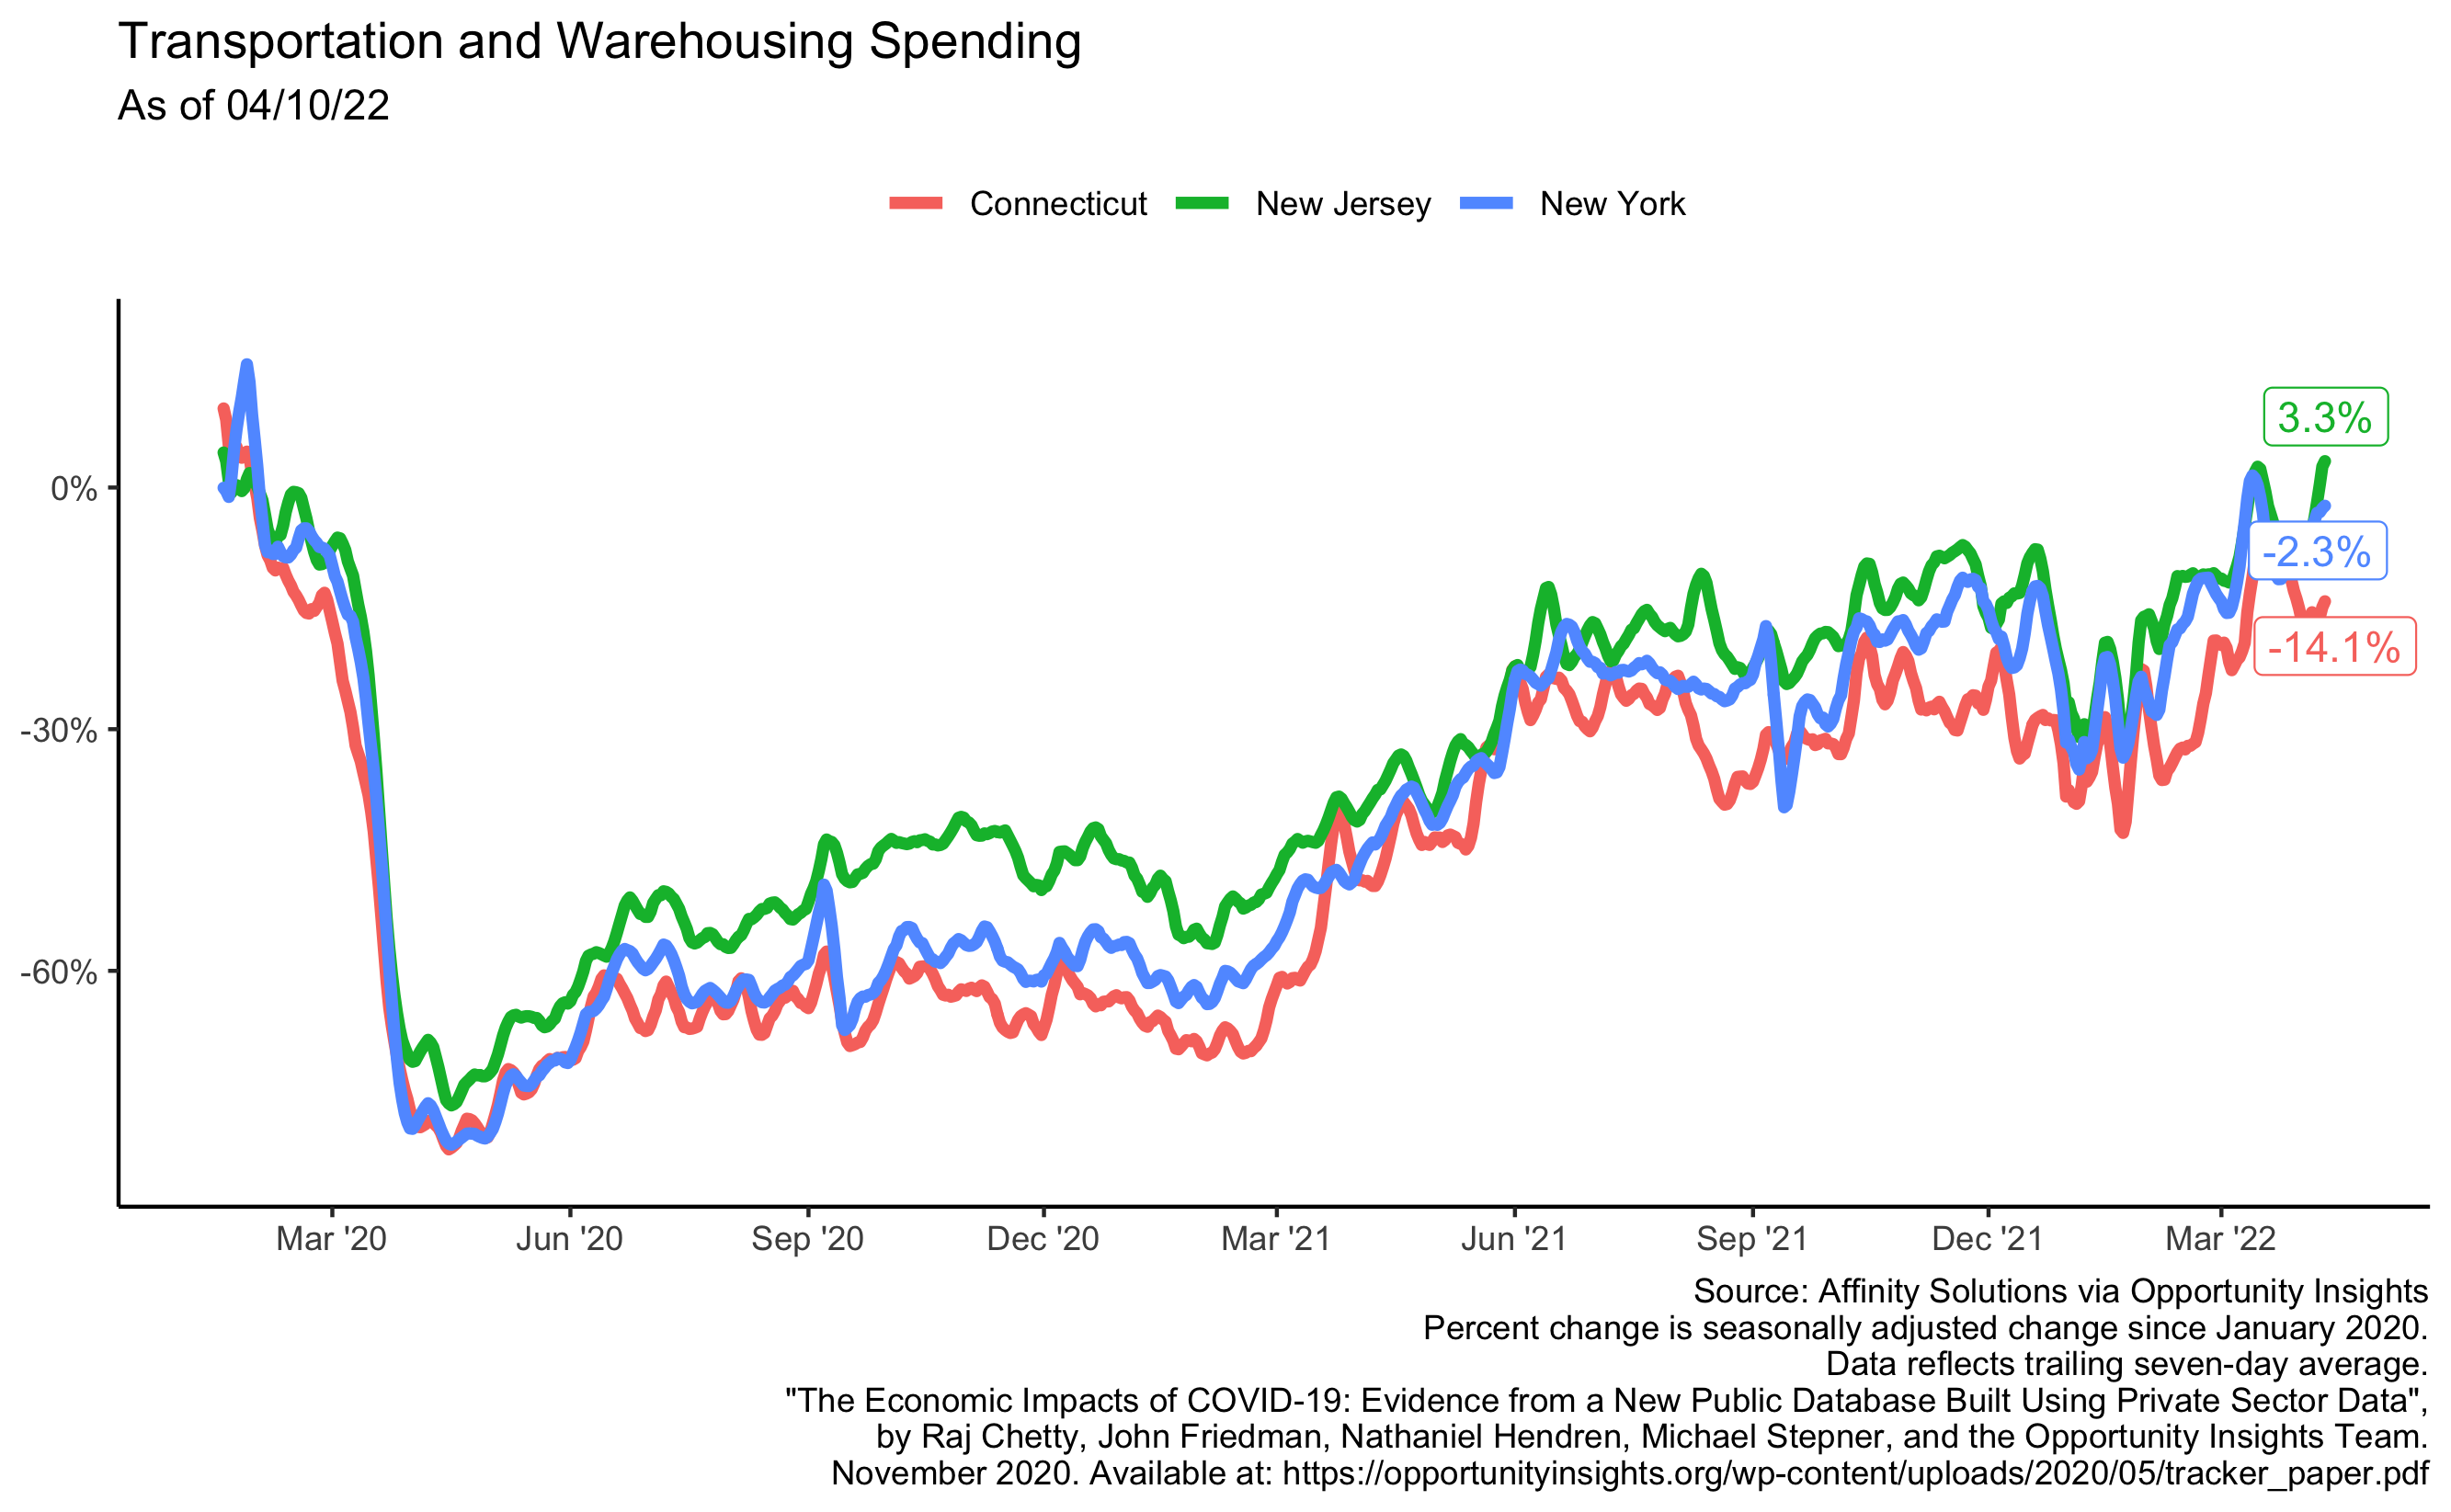 Transportation and Warehousing Spending
As of 04/10/22
Connecticut New Jersey New York
3.3%
0%
-2.3%
-14.1%
-30%
-60%
Mar '20 Jun '20 Sep '20 Dec '20 Mar '21 Jun '21 Sep '21 Dec '21 Mar '22
Source: Affinity Solutions via Opportunity Insights
Percent change is seasonally adjusted change since January 2020.
Data reflects trailing seven-day average.
"The Economic Impacts of COVID-19: Evidence from a New Public Database Built Using Private Sector Data",
by Raj Chetty, John Friedman, Nathaniel Hendren, Michael Stepner, and the Opportunity Insights Team.
November 2020. Available at: https://opportunityinsights.org/wp-content/uploads/2020/05/tracker_paper.pdf